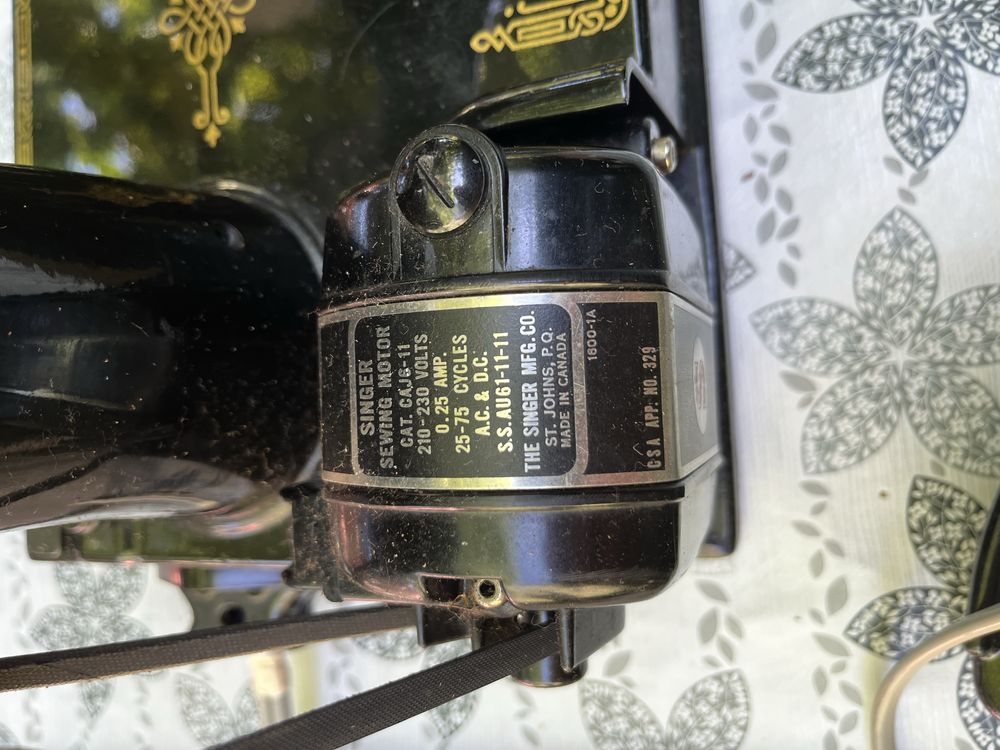 SINGER
SEWING MOTOR
CAT. CAJ6-11
210-230 VOLTS
0.25 AMP.
25-75 CYCLES
A.C. & D.C.
S.S.AU61-11-11
THE SINGER MFG.CO.
ST. JOHNS, P.Q.
MADE IN CANADA
1600-1A
CSA APP. NO. 329